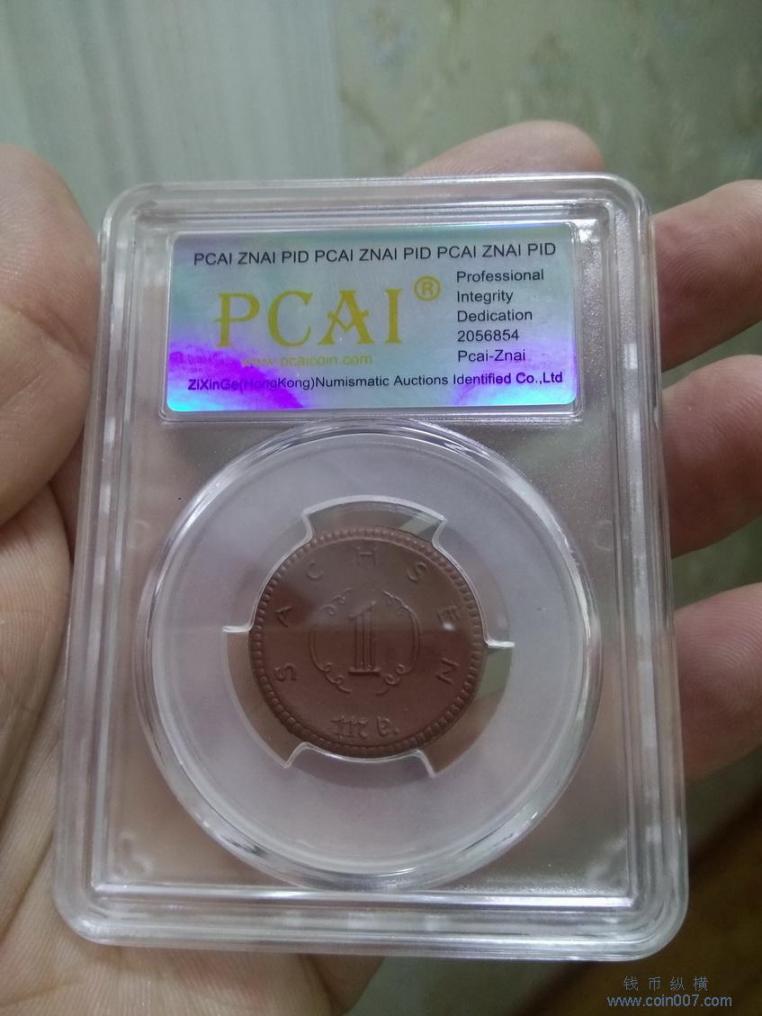 PCAI ZNAI PID PCAI ZNAI PID PCAI ZNAI PID
PCAI®
Professional
Integrity
Dedication
2056854
Pcai-Znai
www.pcaicoin.com
ZiXinGe(HongKong)Numismatic Auctions Identified Co.,Ltd
SACHSEN
1
钱币纵横
www.coin007.com